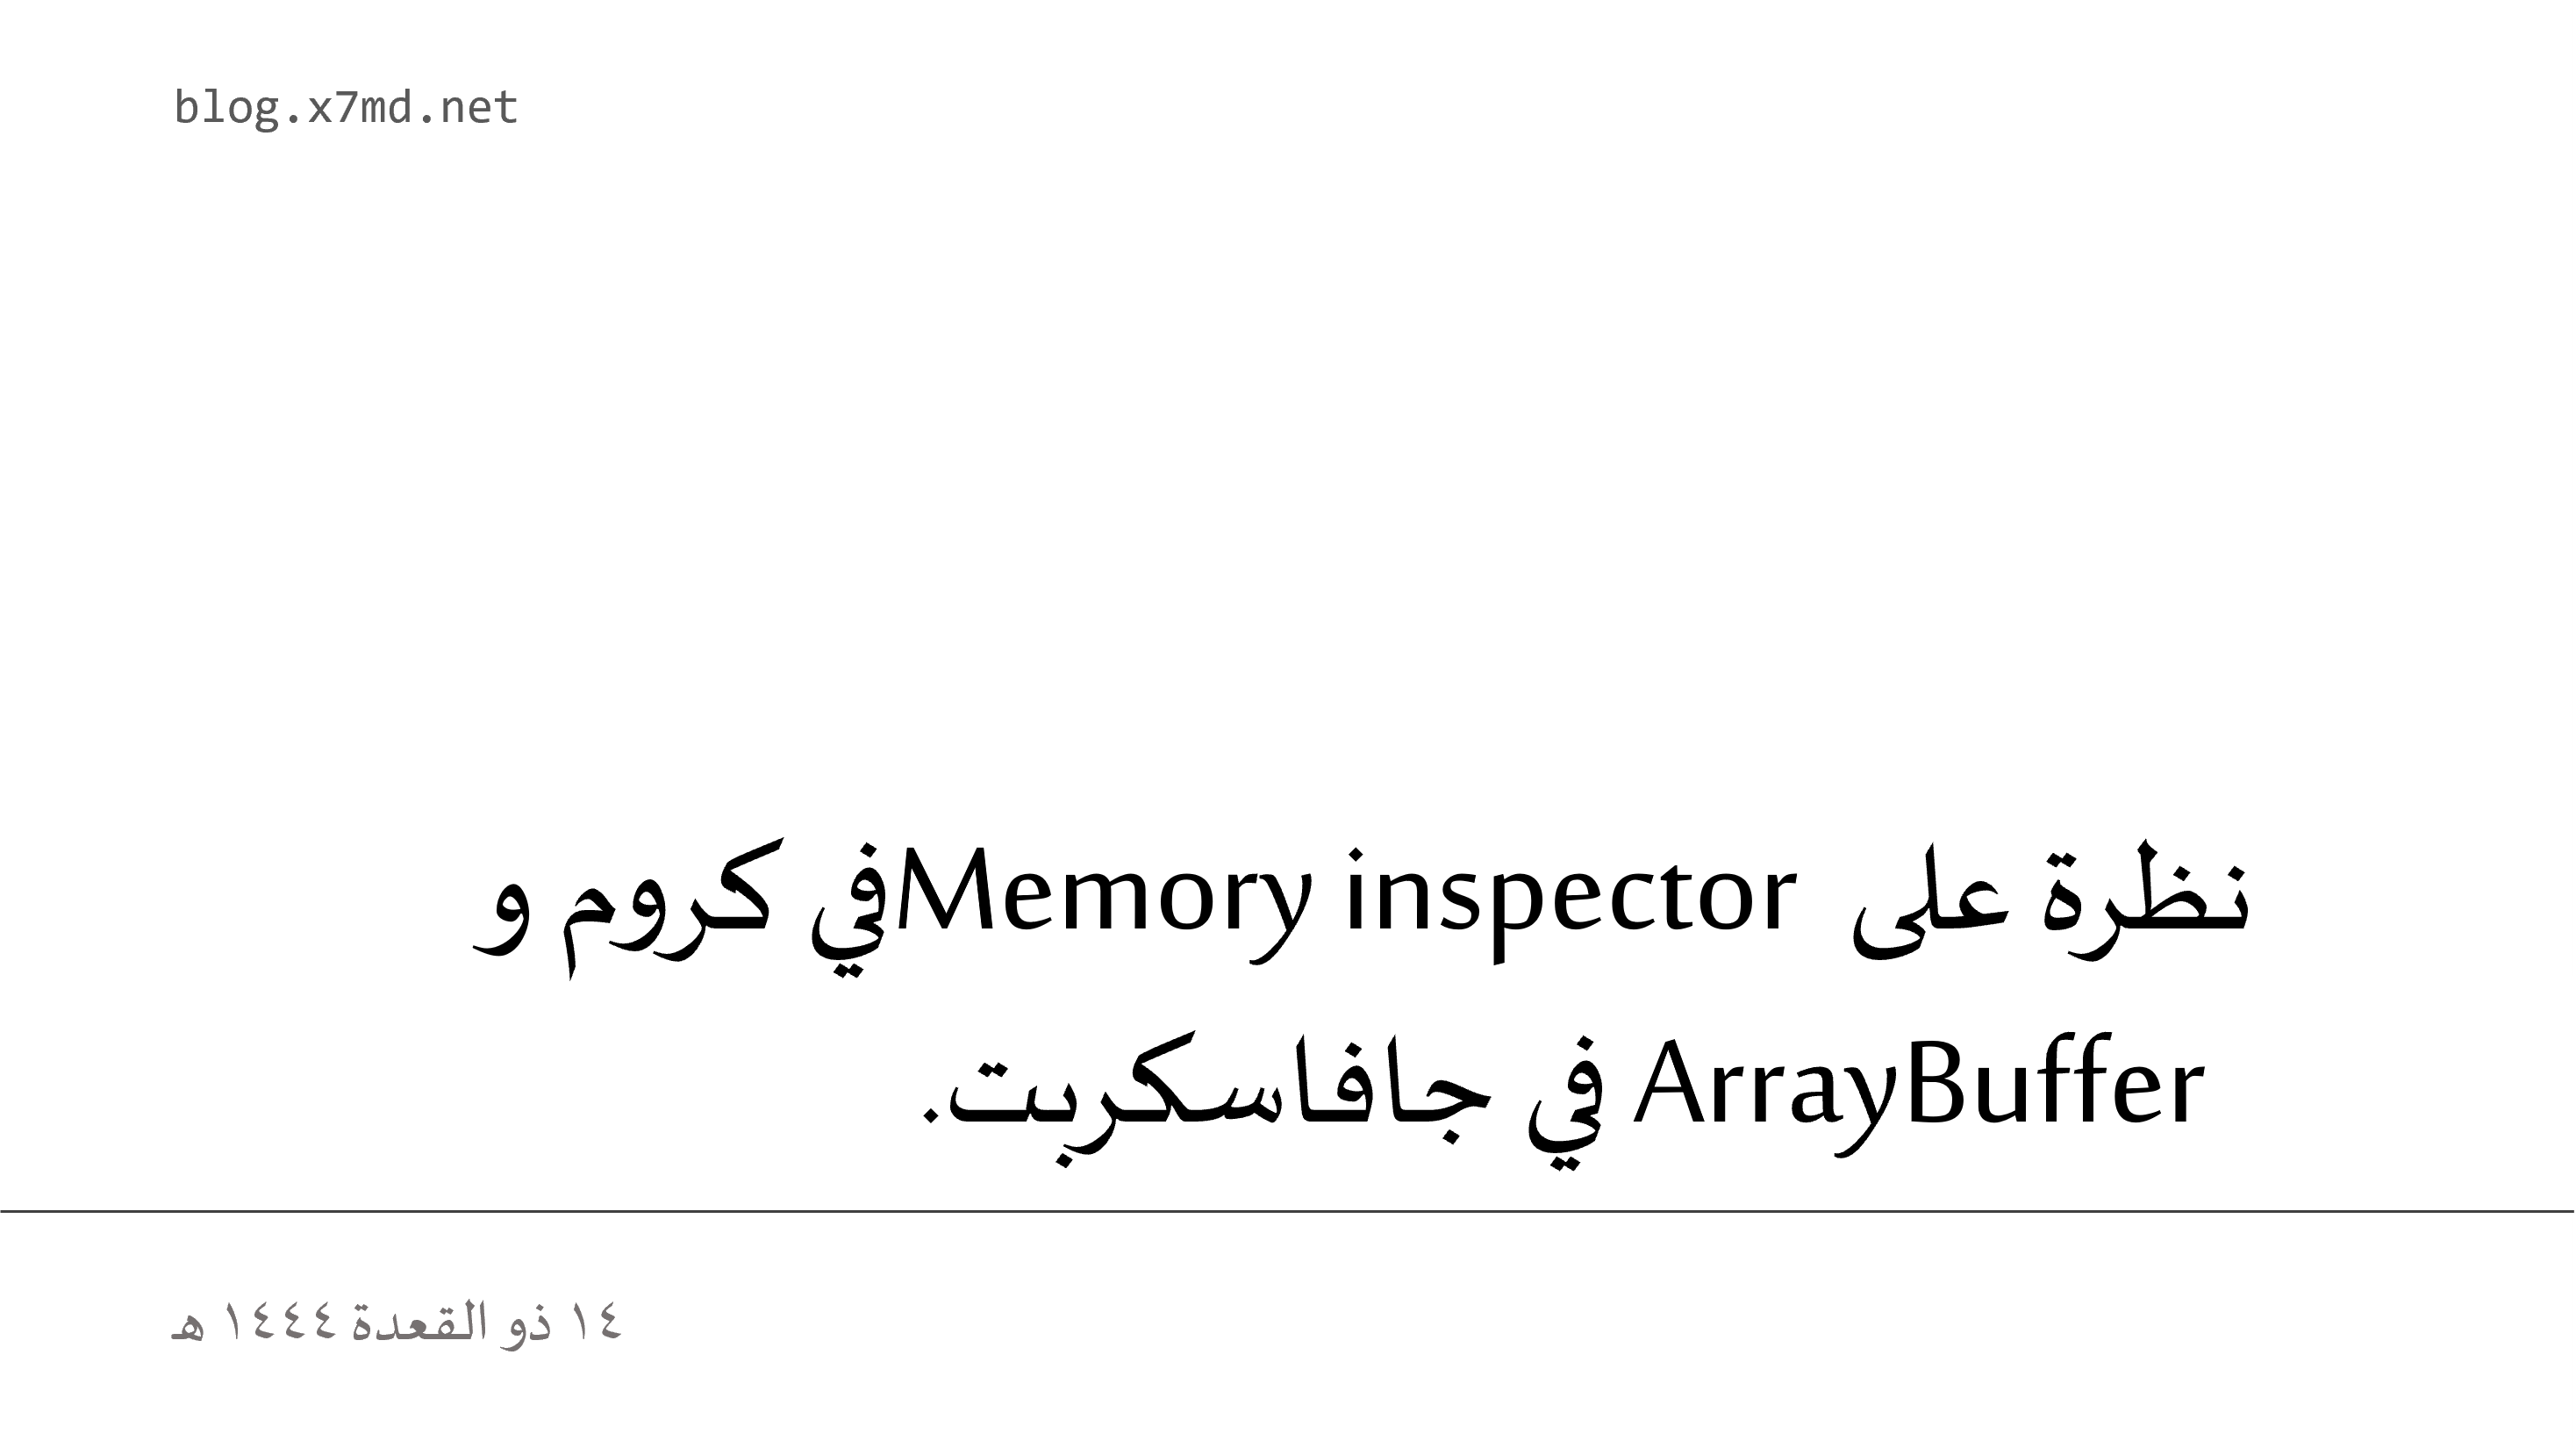 blog.x7md.net
نظرة على Memory inspector في كروم و
ArrayBuffer في جافاسكربت.
١٤ ذو القعدة ١٤٤٤ هـ